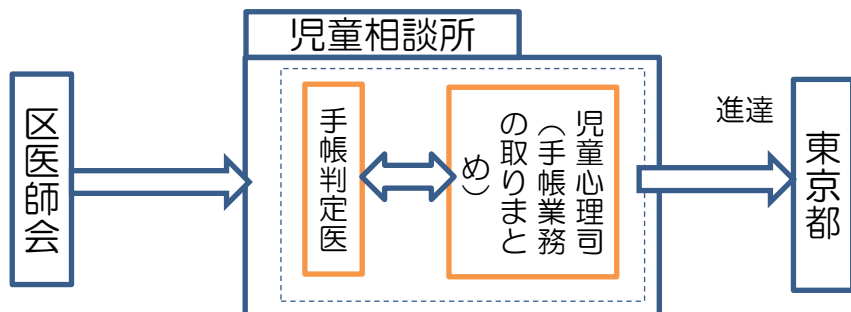 児童相談所
区医師会
手帳判定医
児童心理司
（手帳業務
の取りまと
め）
進達
東京都